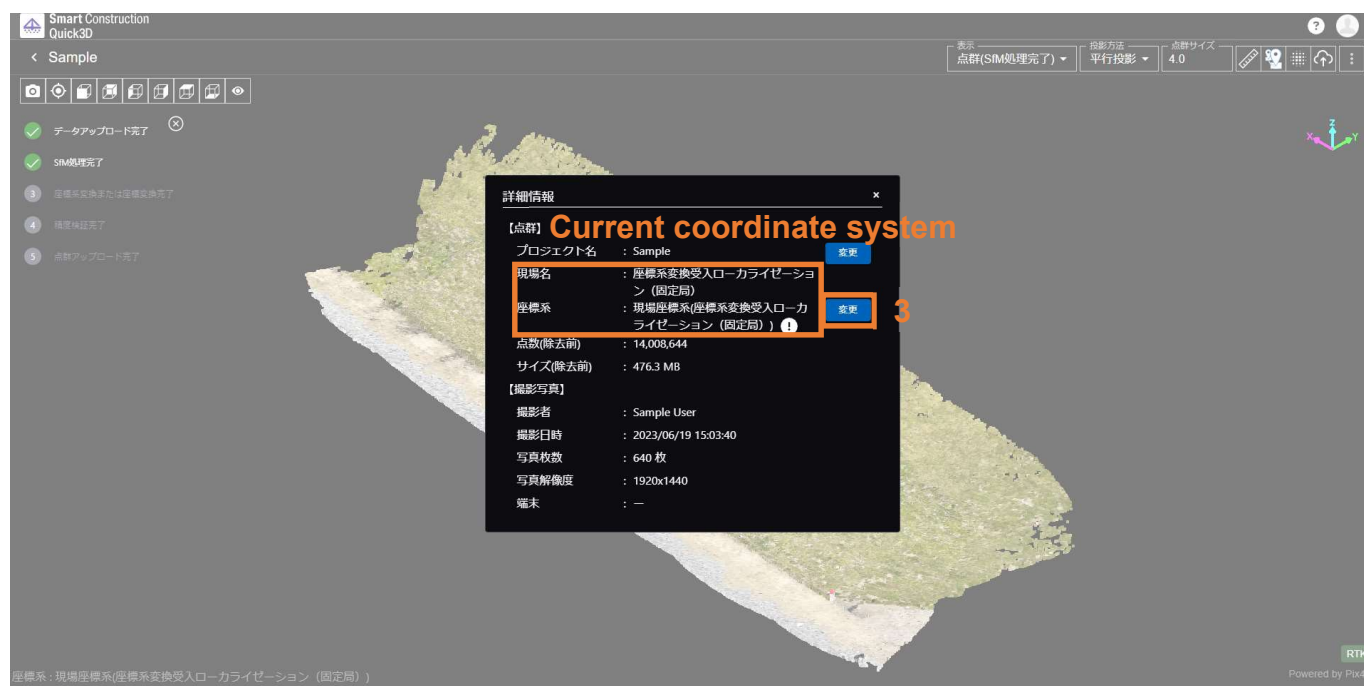 Smart Construction
Quick3D
Sample
表示
点群(SfM処理完了)
投影方法
平行投影
点群サイズ
4.0
データアップロード完了
SfM処理完了
3 座標系変換または座標変換完了
4 精度検証完了
5 点群アップロード完了
Z
X
Y
詳細情報
×
【点群】
Current coordinate system
プロジェクト名 : Sample
変更
現場名 : 座標系変換受入ローカライゼーショ
ン（固定局）
座標系 : 現場座標系(座標系変換受入ローカ
ライゼーション（固定局）)
変更
3
点数(除去前) : 14,008,644
サイズ(除去前) : 476.3 MB
【撮影写真】
撮影者 : Sample User
撮影日時 : 2023/06/19 15:03:40
写真枚数 : 640 枚
写真解像度 : 1920x1440
端末 : —
RTK
座標系 : 現場座標系(座標系変換受入ローカライゼーション（固定局）)
Powered by Pix4